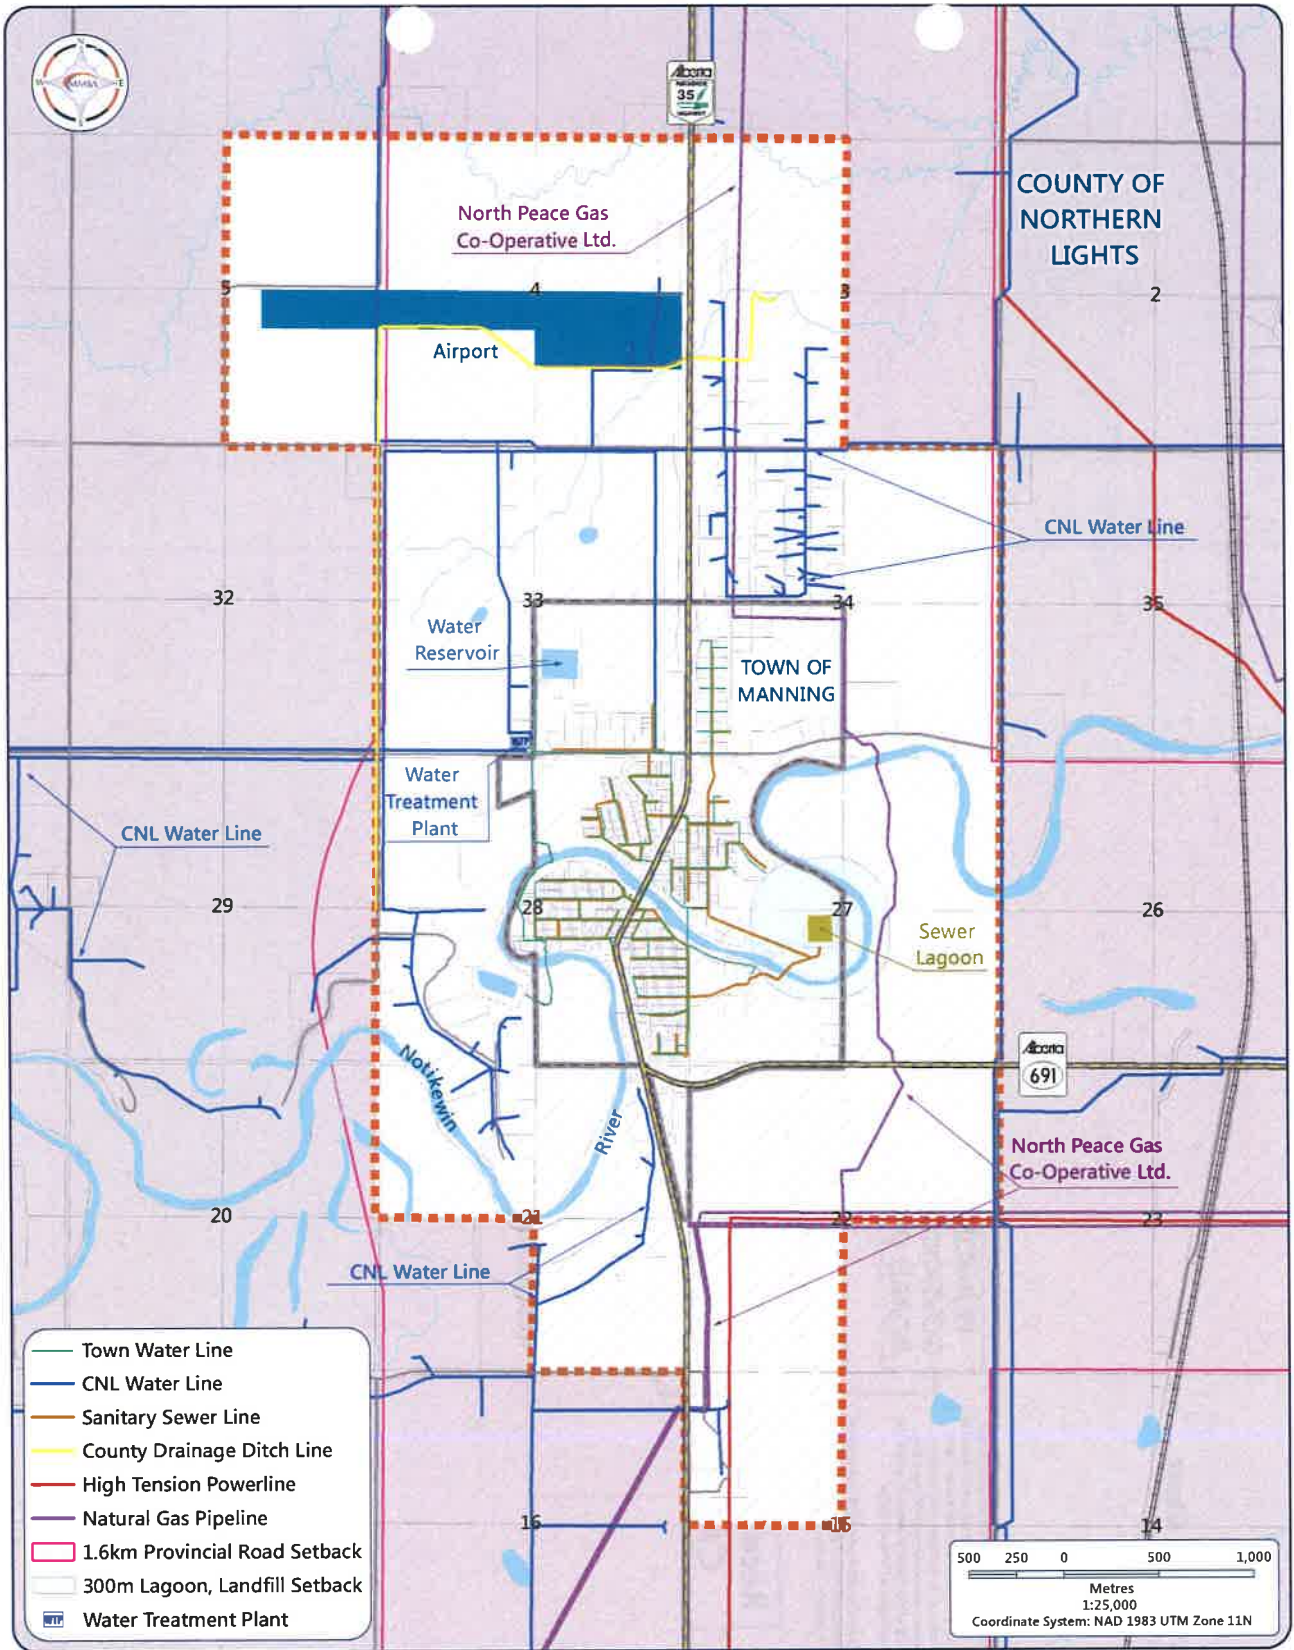 N
W
E
S
MMSA
Alberta
35
COUNTY OF
NORTHERN
LIGHTS
North Peace Gas
Co-Operative Ltd.
5
4
3
2
Airport
CNL Water Line
32
33
34
35
Water
Reservoir
TOWN OF
MANNING
WTP
Water
Treatment
Plant
CNL Water Line
29
28
27
26
Sewer
Lagoon
Notikewin
River
Alberta
691
North Peace Gas
Co-Operative Ltd.
20
21
22
23
CNL Water Line
16
15
14
Town Water Line
CNL Water Line
Sanitary Sewer Line
County Drainage Ditch Line
High Tension Powerline
Natural Gas Pipeline
1.6km Provincial Road Setback
300m Lagoon, Landfill Setback
Water Treatment Plant
500 250 0 500 1,000
Metres
1:25,000
Coordinate System: NAD 1983 UTM Zone 11N